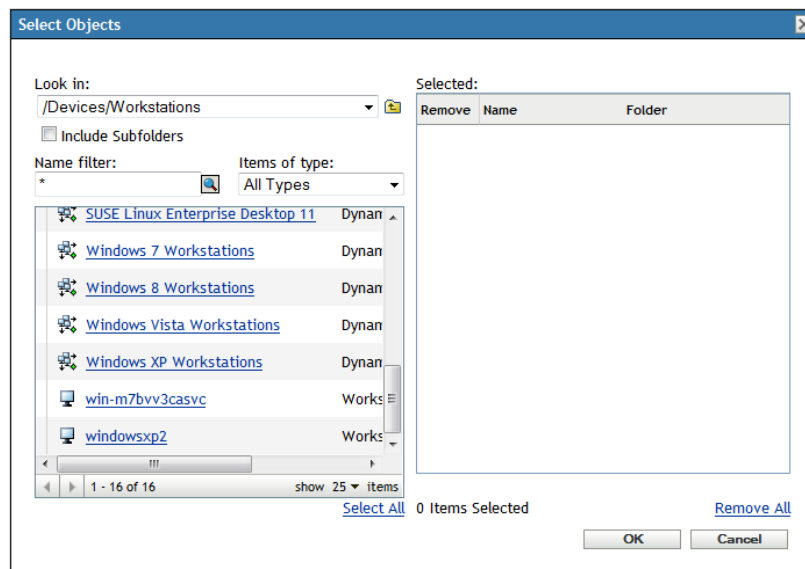 Select Objects
Look in:
/Devices/Workstations
Include Subfolders
Name filter:
Items of type:
*
All Types
SUSE Linux Enterprise Desktop 11 Dynam
Windows 7 Workstations Dynam
Windows 8 Workstations Dynam
Windows Vista Workstations Dynam
Windows XP Workstations Dynam
win-m7bvv3casvc Works
windowsxp2 Works
1 - 16 of 16 show 25 items
Select All
Selected:
Remove Name Folder
0 Items Selected Remove All
OK Cancel